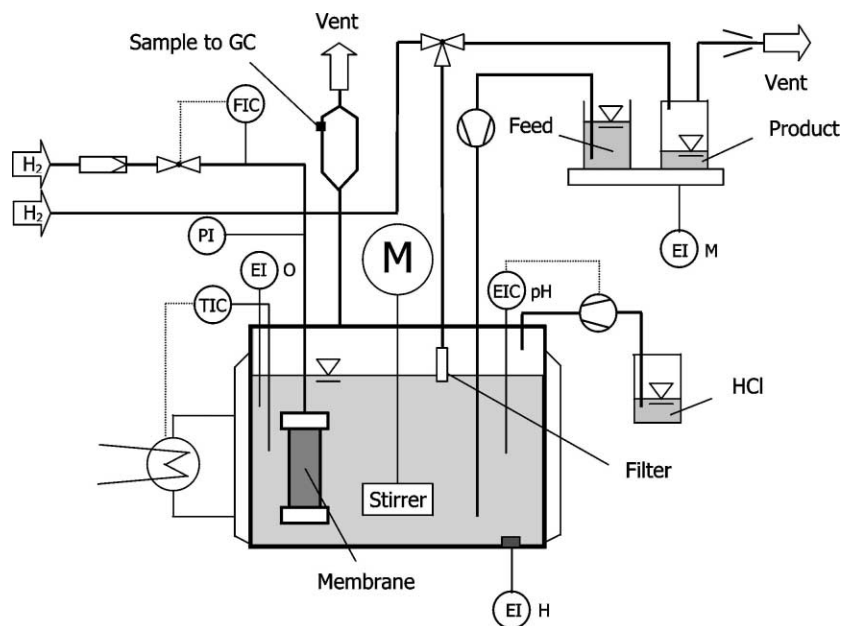 Vent
Sample to GC
FIC
H₂
H₂
PI
EI O
TIC
M
EIC pH
Feed
Product
Vent
EI M
HCl
Filter
Stirrer
Membrane
EI H